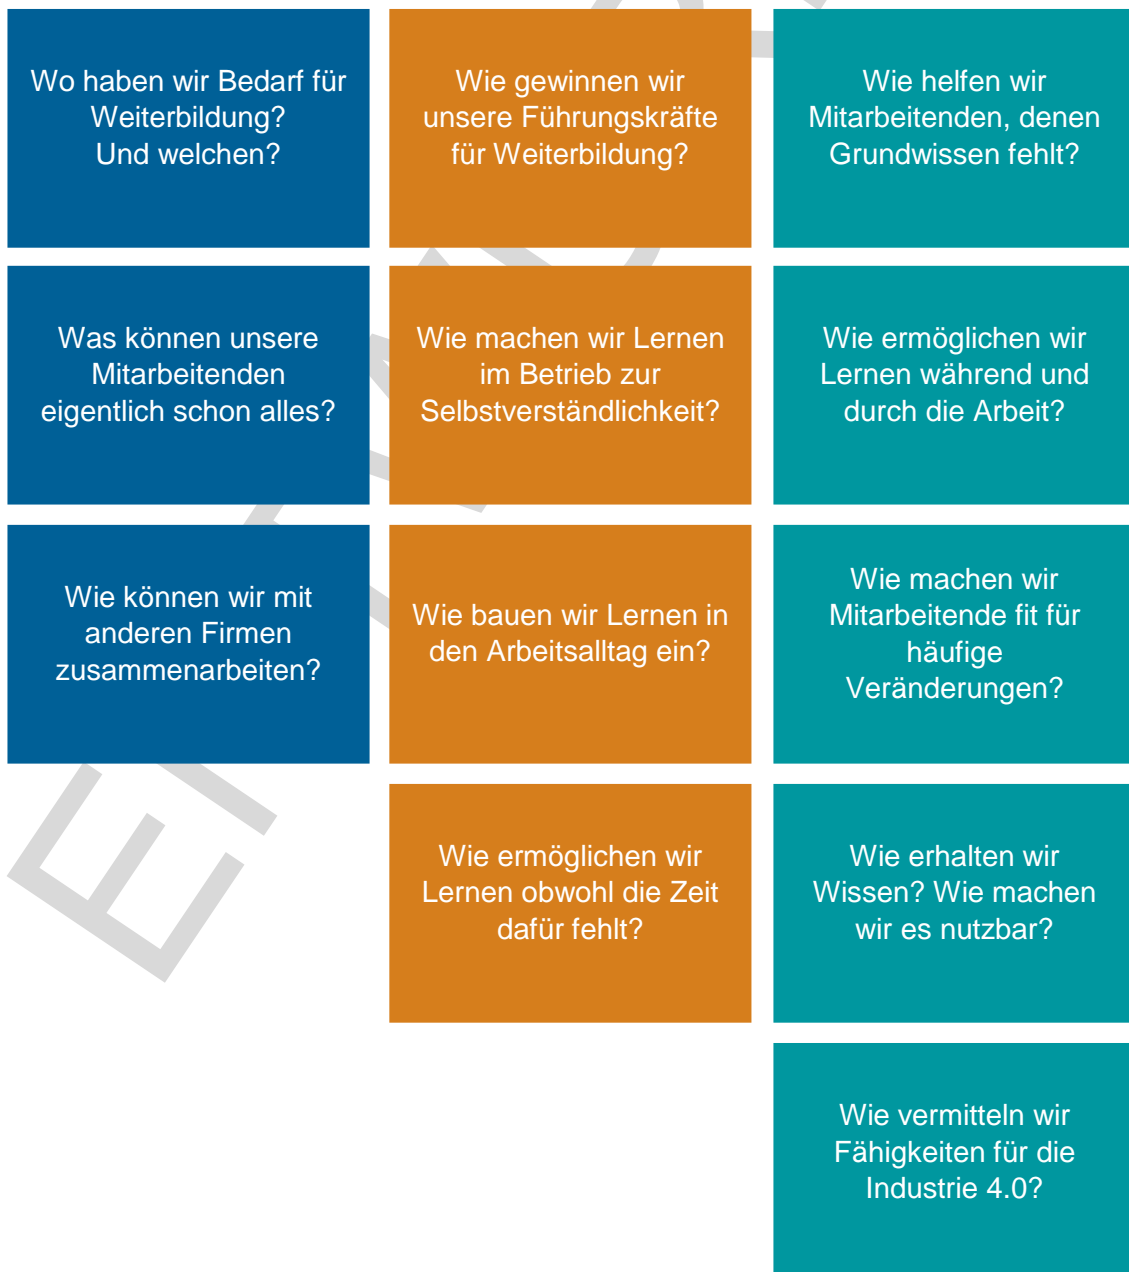 Wo haben wir Bedarf für
Weiterbildung?
Und welchen?
Was können unsere
Mitarbeitenden
eigentlich schon alles?
Wie können wir mit
anderen Firmen
zusammenarbeiten?
Wie gewinnen wir
unsere Führungskräfte
für Weiterbildung?
Wie machen wir Lernen
im Betrieb zur
Selbstverständlichkeit?
Wie bauen wir Lernen in
den Arbeitsalltag ein?
Wie ermöglichen wir
Lernen obwohl die Zeit
dafür fehlt?
Wie helfen wir
Mitarbeitenden, denen
Grundwissen fehlt?
Wie ermöglichen wir
Lernen während und
durch die Arbeit?
Wie machen wir
Mitarbeitende fit für
häufige
Veränderungen?
Wie erhalten wir
Wissen? Wie machen
wir es nutzbar?
Wie vermitteln wir
Fähigkeiten für die
Industrie 4.0?